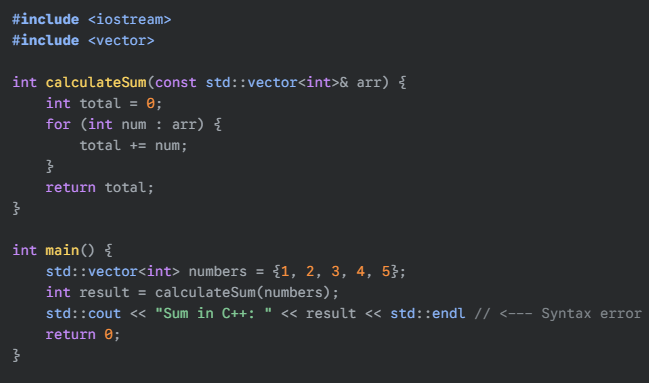 #include <iostream>
#include <vector>

int calculateSum(const std::vector<int>& arr) {
    int total = 0;
    for (int num : arr) {
        total += num;
    }
    return total;
}

int main() {
    std::vector<int> numbers = {1, 2, 3, 4, 5};
    int result = calculateSum(numbers);
    std::cout << "Sum in C++: " << result << std::endl // <--- Syntax error
    return 0;
}